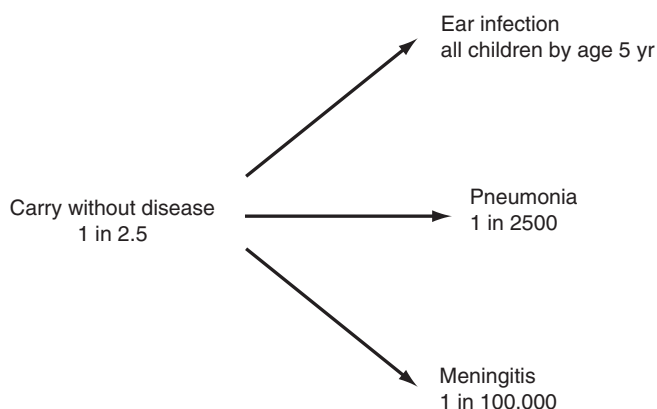 Ear infection
all children by age 5 yr
Carry without disease
1 in 2.5
Pneumonia
1 in 2500
Meningitis
1 in 100,000